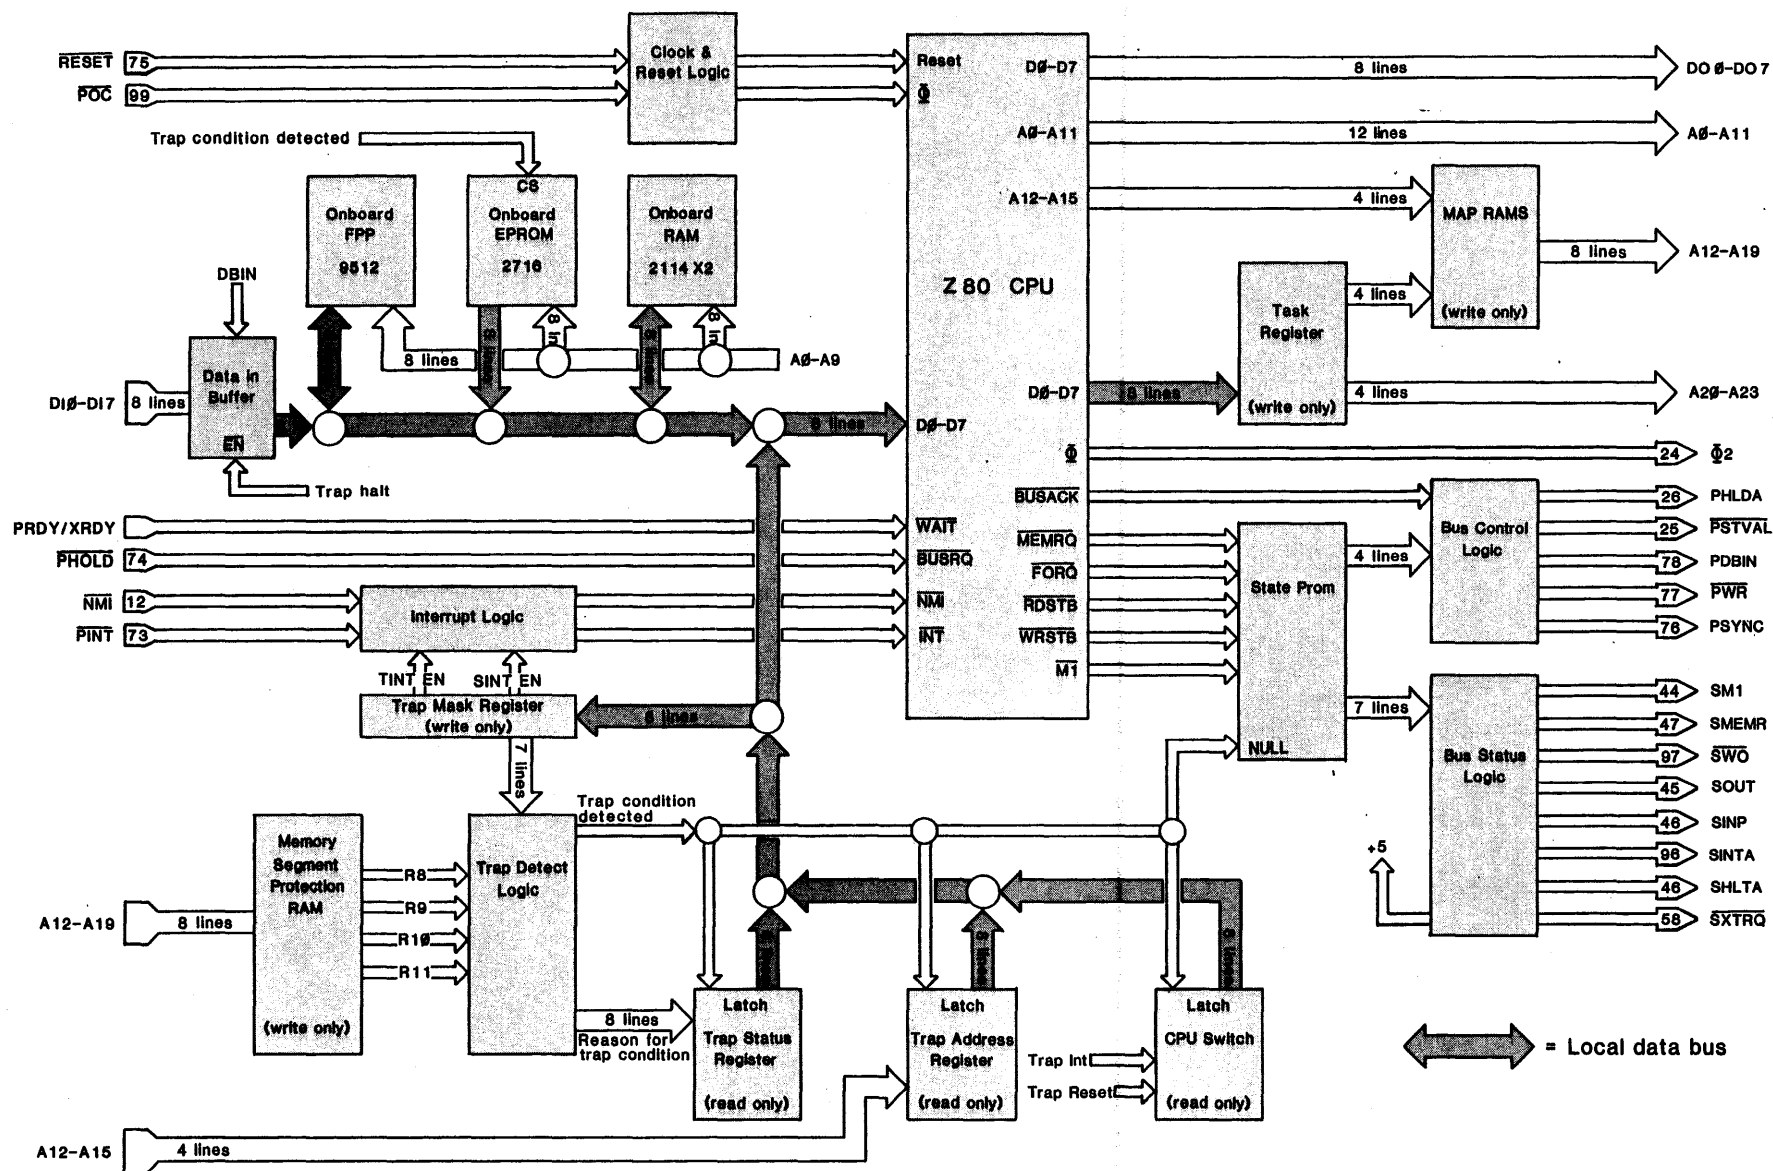 RESET 75
POC 99
Clock &
Reset Logic
Reset
Φ
DØ-D7
8 lines
DO Ø-DO 7
AØ-A11
12 lines
AØ-A11
A12-A15
4 lines
MAP RAMS
(write only)
8 lines
A12-A19
Trap condition detected
CS
Onboard
FPP
9512
Onboard
EPROM
2716
Onboard
RAM
2114 X2
Z80 CPU
4 lines
Task
Register
(write only)
DBIN
8 lines
8 lines
8 lines
AØ-A9
Data in
Buffer
EN
DIØ-DI7
8 lines
Trap halt
8 lines
DØ-D7
DØ-D7
8 lines
4 lines
A2Ø-A23
Φ
24 Φ2
PRDY/XRDY
WAIT
BUSACK
26 PHLDA
PHOLD 74
BUSRQ
MEMRQ
FORQ
RDSTB
WRSTB
M1
State Prom
NULL
4 lines
Bus Control
Logic
25 PSTVAL
78 PDBIN
77 PWR
76 PSYNC
NMI 12
PINT 73
Interrupt Logic
NMI
INT
TINT EN
SINT EN
Trap Mask Register
(write only)
lines
7 lines
7 lines
Bus Status
Logic
44 SM1
47 SMEMR
97 SWO
45 SOUT
46 SINP
96 SINTA
46 SHLTA
58 SXTRQ
+5
Trap condition
detected
Memory
Segment
Protection
RAM
(write only)
R8
R9
R1Ø
R11
Trap Detect
Logic
A12-A19
8 lines
8 lines
Reason for
trap condition
Latch
Trap Status
Register
(read only)
lines
Latch
Trap Address
Register
(read only)
lines
Latch
CPU Switch
(read only)
lines
Trap Int
Trap Reset
= Local data bus
A12-A15
4 lines